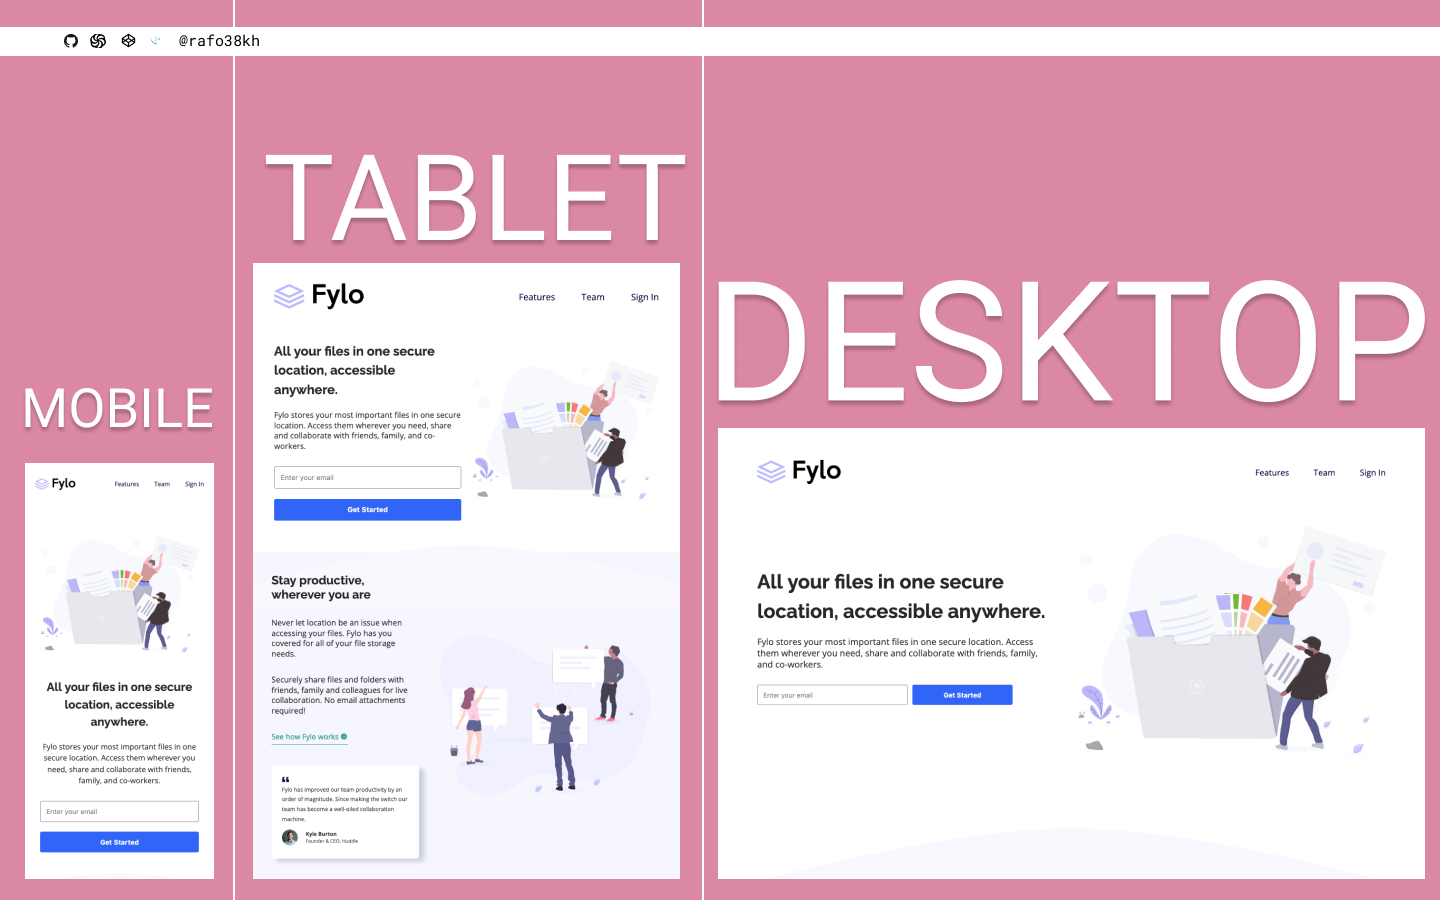 @rafo38kh
MOBILE
Fylo
Features Team Sign In
All your files in one secure
location, accessible
anywhere.
Fylo stores your most important files in one
secure location. Access them wherever you
need, share and collaborate with friends,
family, and co-workers.
Enter your email
Get Started
TABLET
Fylo
Features Team Sign In
All your files in one secure
location, accessible
anywhere.
Fylo stores your most important files in one secure
location. Access them wherever you need, share
and collaborate with friends, family, and co-
workers.
Enter your email
Get Started
Stay productive,
wherever you are
Never let location be an issue when
accessing your files. Fylo has you
covered for all of your file storage
needs.
Securely share files and folders with
friends, family and colleagues for live
collaboration. No email attachments
required!
See how Fylo works
“
Fylo has improved our team productivity by an
order of magnitude. Since making the switch our
team has become a well-oiled collaboration
machine.
Kyle Burton
Founder & CEO, Huddle
DESKTOP
Fylo
Features Team Sign In
All your files in one secure
location, accessible anywhere.
Fylo stores your most important files in one secure location. Access
them wherever you need, share and collaborate with friends, family,
and co-workers.
Enter your email
Get Started